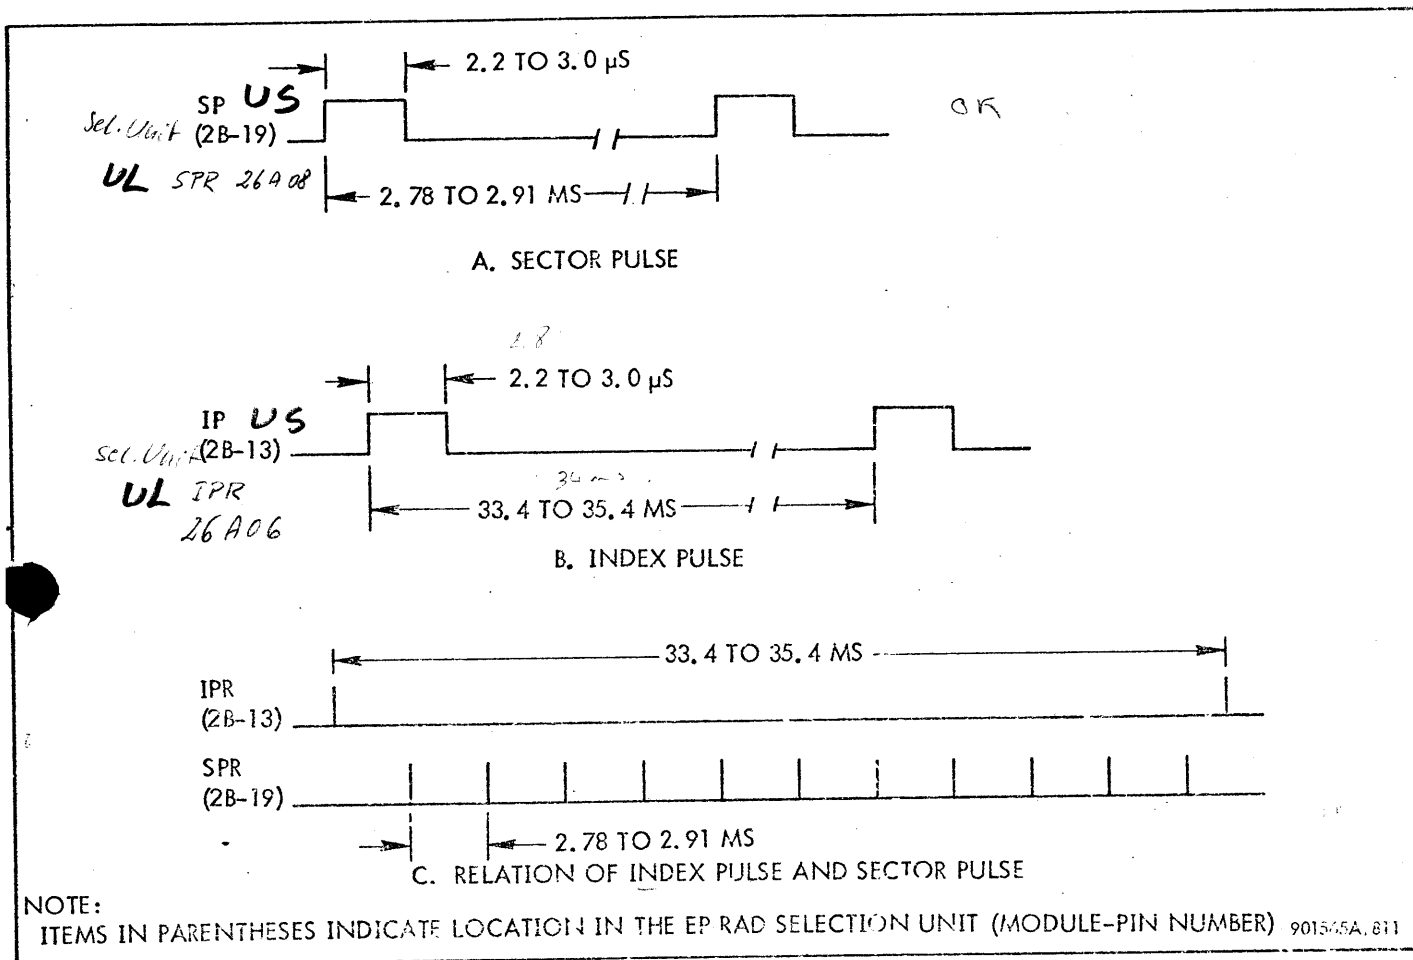 2.2 TO 3.0 µS
SP US
OK
Sel. Unit (2B-19)
UL SPR 26A08
2.78 TO 2.91 MS
A. SECTOR PULSE
2.8
2.2 TO 3.0 µS
IP US
Sel. Unit (2B-13)
34 ms
UL IPR
33.4 TO 35.4 MS
26A06
B. INDEX PULSE
33.4 TO 35.4 MS
IPR
(2B-13)
SPR
(2B-19)
2.78 TO 2.91 MS
C. RELATION OF INDEX PULSE AND SECTOR PULSE
NOTE:
ITEMS IN PARENTHESES INDICATE LOCATION IN THE EP RAD SELECTION UNIT (MODULE-PIN NUMBER) 901565A.811